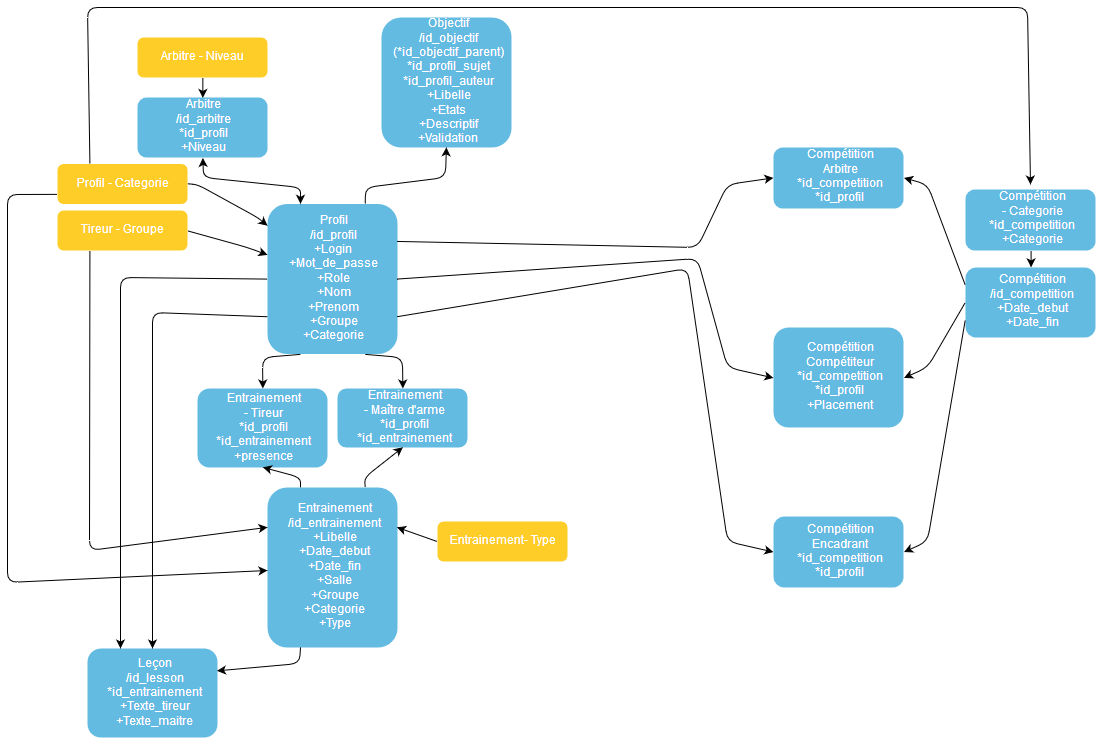 Arbitre - Niveau
Arbitre
/id_arbitre
*id_profil
+Niveau
Objectif
/id_objectif
(*id_objectif_parent)
*id_profil_sujet
*id_profil_auteur
+Libelle
+Etats
+Descriptif
+Validation
Profil - Categorie
Tireur - Groupe
Profil
/id_profil
+Login
+Mot_de_passe
+Role
+Nom
+Prenom
+Groupe
+Categorie
Compétition
Arbitre
*id_competition
*id_profil
Compétition
- Categorie
*id_competition
+Categorie
Compétition
/id_competition
+Date_debut
+Date_fin
Compétition
Compétiteur
*id_competition
*id_profil
+Placement
Entrainement
- Tireur
*id_profil
*id_entrainement
+presence
Entrainement
- Maître d'arme
*id_profil
*id_entrainement
Entrainement
/id_entrainement
+Libelle
+Date_debut
+Date_fin
+Salle
+Groupe
+Categorie
+Type
Entrainement- Type
Compétition
Encadrant
*id_competition
*id_profil
Leçon
/id_lesson
*id_entrainement
+Texte_tireur
+Texte_maitre